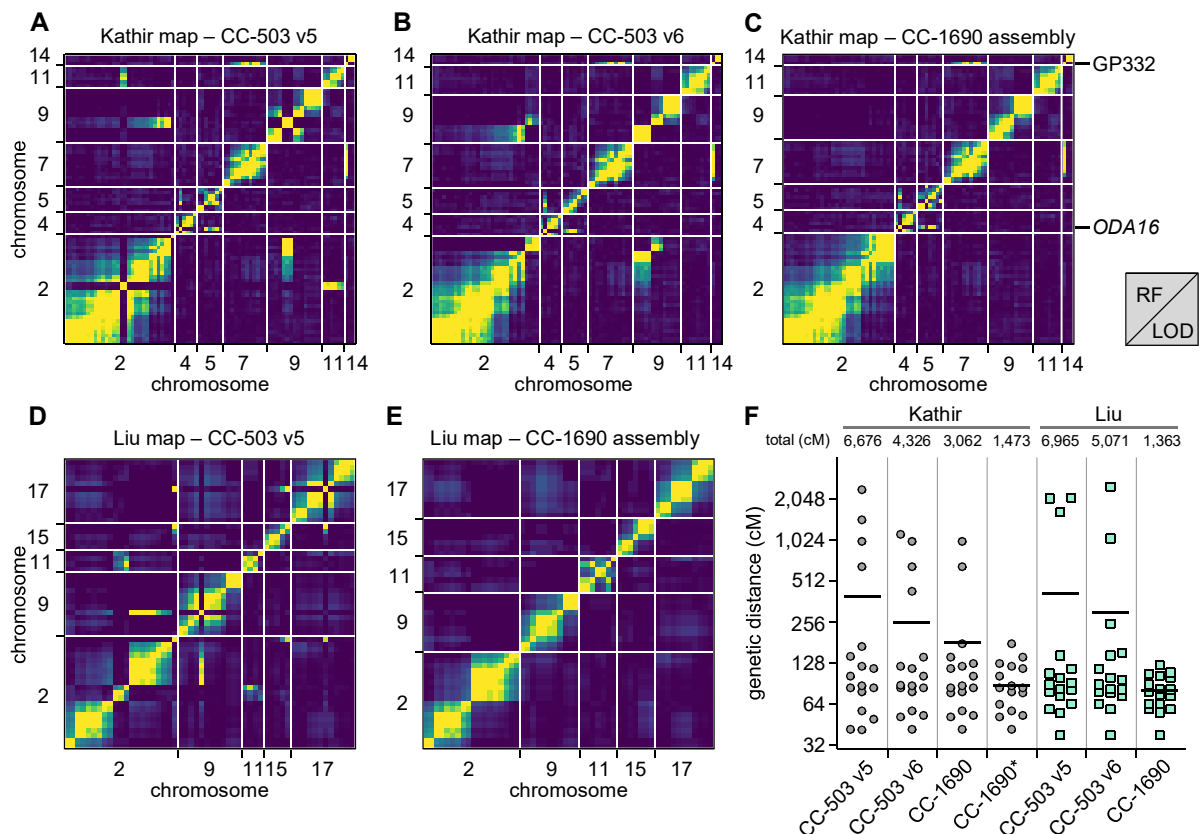 A
Kathir map – CC-503 v5
B
Kathir map – CC-503 v6
C
Kathir map – CC-1690 assembly
14
11
9
7
5
4
2
chromosome
2 4 5 7 9 11 14
chromosome
14
11
9
7
5
4
2
2 4 5 7 9 11 14
chromosome
14
11
9
7
5
4
2
2 4 5 7 9 11 14
chromosome
GP332
ODA16
RF
LOD
D
Liu map – CC-503 v5
E
Liu map – CC-1690 assembly
17
15
11
9
2
chromosome
2 9 11 15 17
chromosome
17
15
11
9
2
2 9 11 15 17
chromosome
F
Kathir Liu
total (cM) 6,676 4,326 3,062 1,473 6,965 5,071 1,363
genetic distance (cM)
2,048
1,024
512
256
128
64
32
CC-503 v5
CC-503 v6
CC-1690
CC-1690*
CC-503 v5
CC-503 v6
CC-1690